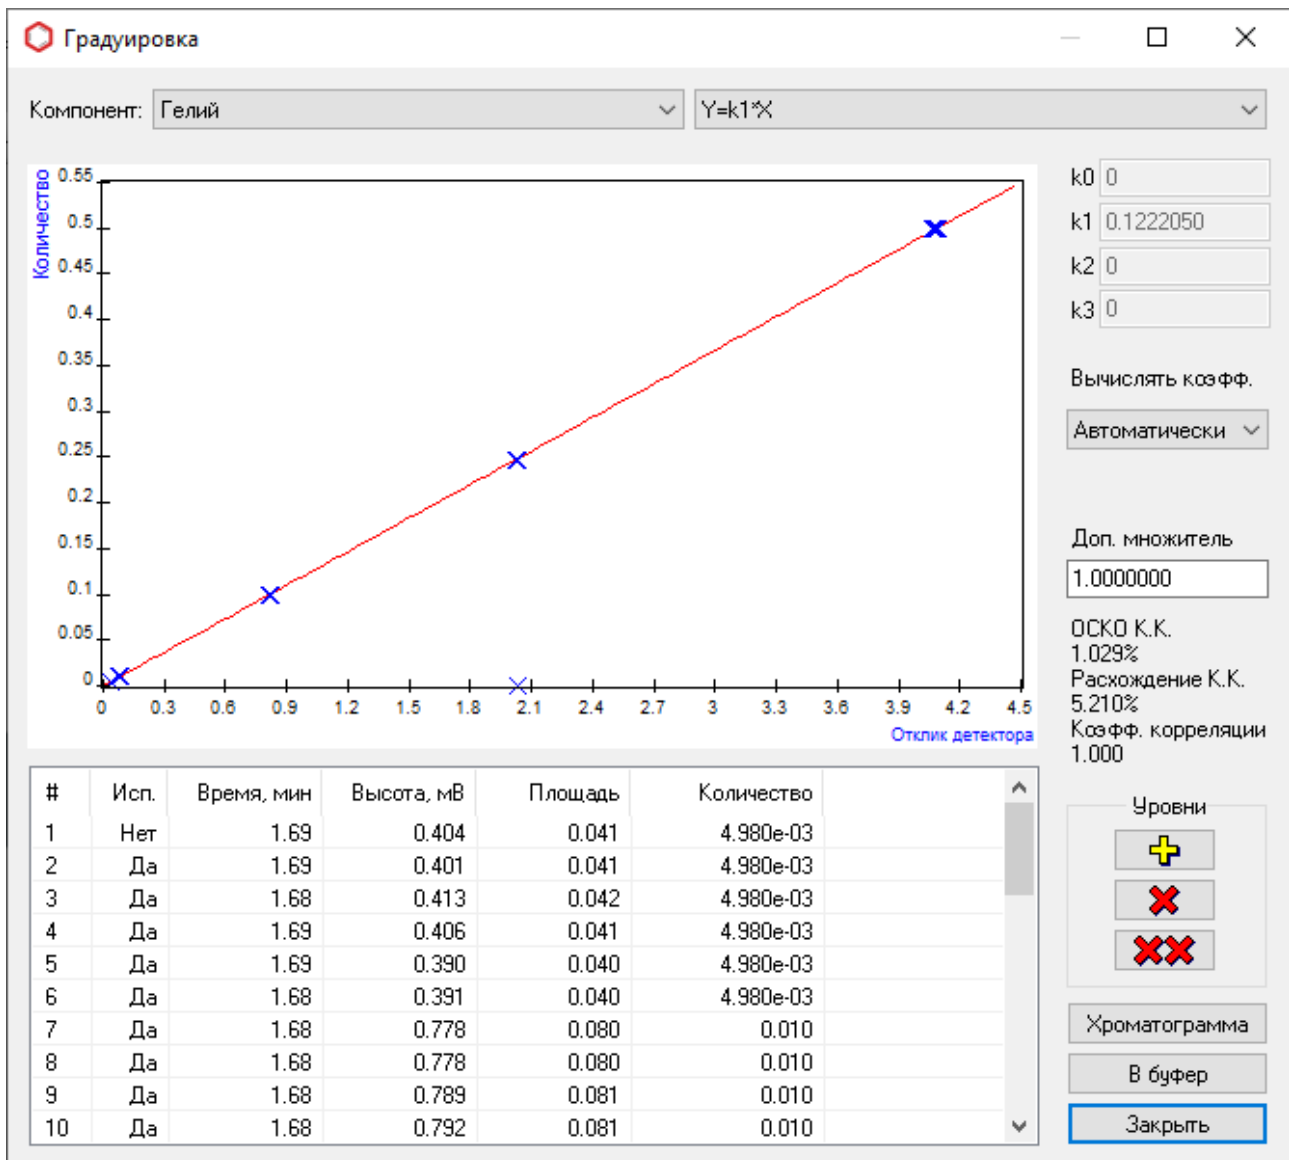 Градуировка
Компонент: Гелий Y=k1*X
Количество
0.55
0.5
0.45
0.4
0.35
0.3
0.25
0.2
0.15
0.1
0.05
0
0 0.3 0.6 0.9 1.2 1.5 1.8 2.1 2.4 2.7 3 3.3 3.6 3.9 4.2 4.5
Отклик детектора
k0 0
k1 0.1222050
k2 0
k3 0
Вычислять коэфф.
Автоматически
Доп. множитель
1.0000000
ОСКО К.К.
1.029%
Расхождение К.К.
5.210%
Коэфф. корреляции
1.000
# Исп. Время, мин Высота, мВ Площадь Количество
1 Нет 1.69 0.404 0.041 4.980e-03
2 Да 1.69 0.401 0.041 4.980e-03
3 Да 1.68 0.413 0.042 4.980e-03
4 Да 1.69 0.406 0.041 4.980e-03
5 Да 1.69 0.390 0.040 4.980e-03
6 Да 1.68 0.391 0.040 4.980e-03
7 Да 1.68 0.778 0.080 0.010
8 Да 1.68 0.778 0.080 0.010
9 Да 1.68 0.789 0.081 0.010
10 Да 1.68 0.792 0.081 0.010
Уровни
Хроматограмма
В буфер
Закрыть